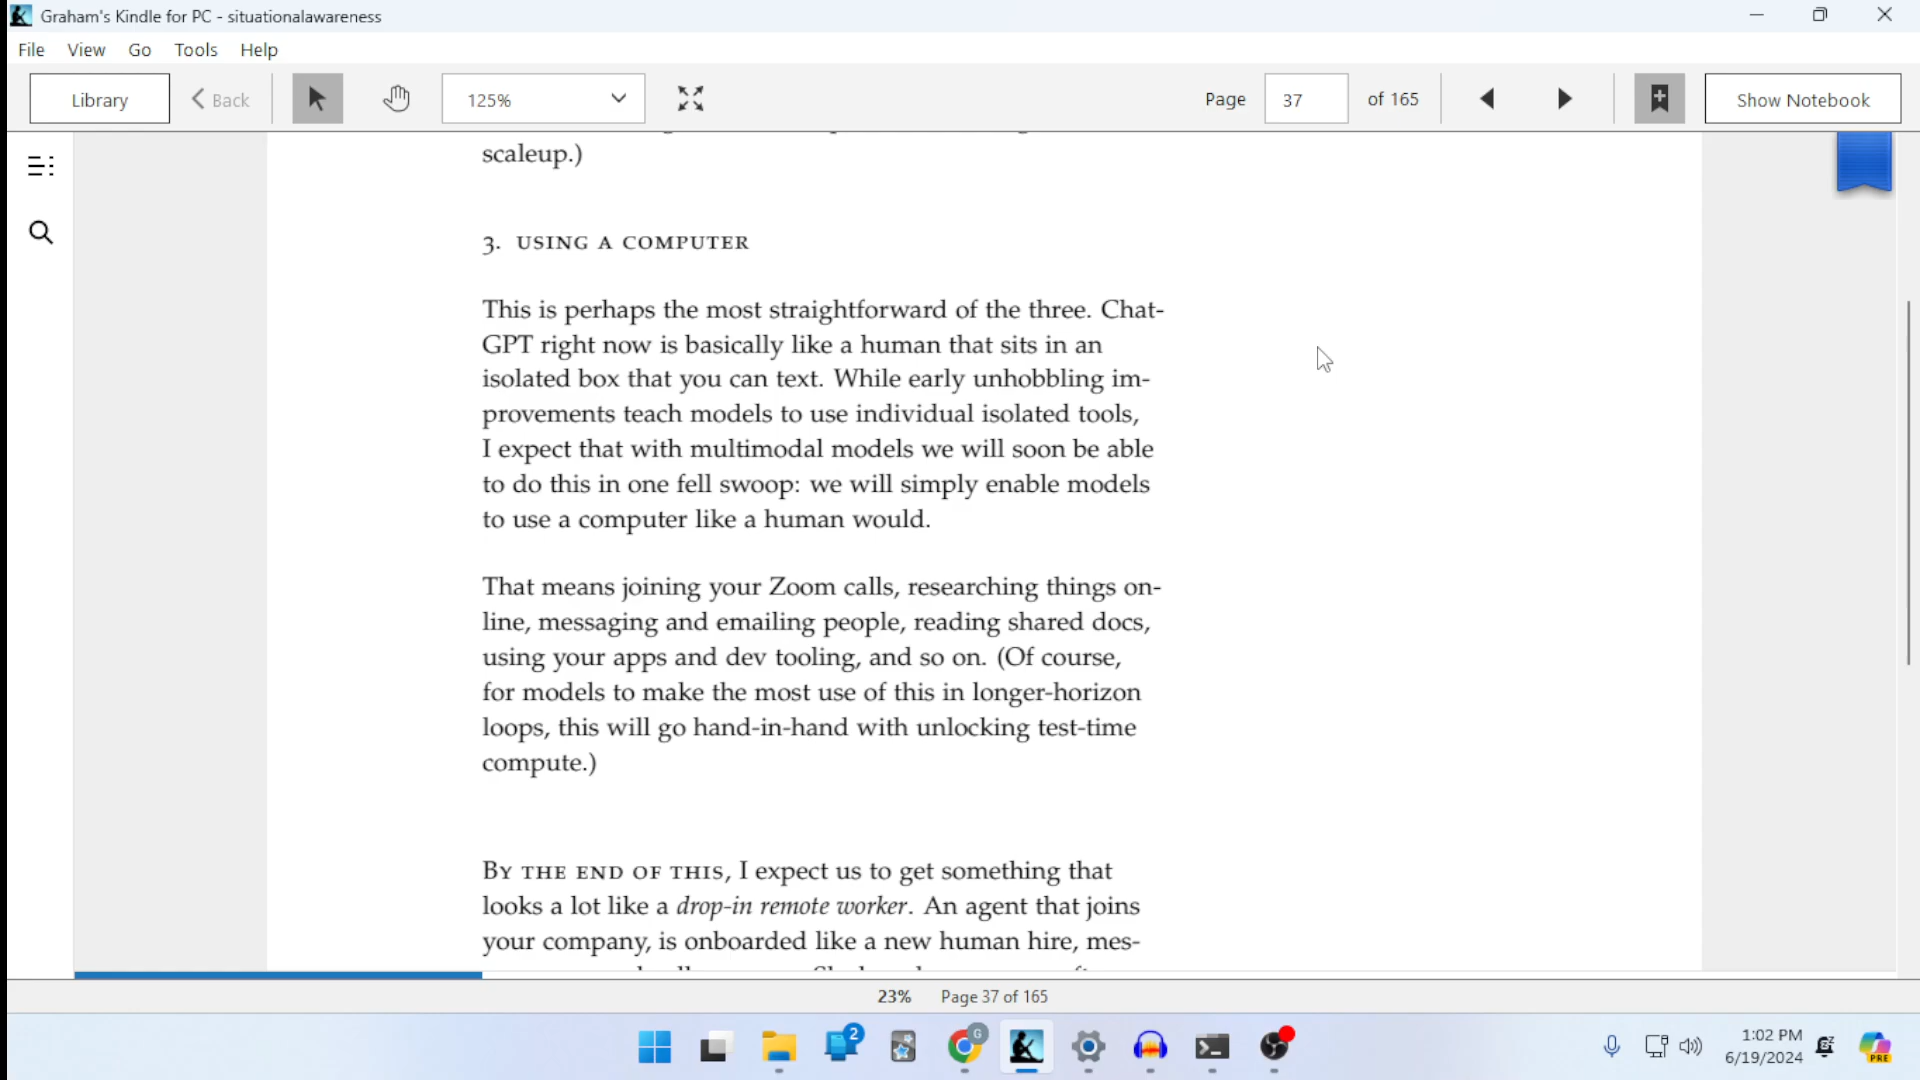 Graham's Kindle for PC - situationalawareness
File View Go Tools Help
Library Back 125% Page 37 of 165 Show Notebook
scaleup.)
3. USING A COMPUTER
This is perhaps the most straightforward of the three. Chat-
GPT right now is basically like a human that sits in an
isolated box that you can text. While early unhobbling im-
provements teach models to use individual isolated tools,
I expect that with multimodal models we will soon be able
to do this in one fell swoop: we will simply enable models
to use a computer like a human would.
That means joining your Zoom calls, researching things on-
line, messaging and emailing people, reading shared docs,
using your apps and dev tooling, and so on. (Of course,
for models to make the most use of this in longer-horizon
loops, this will go hand-in-hand with unlocking test-time
compute.)
BY THE END OF THIS, I expect us to get something that
looks a lot like a drop-in remote worker. An agent that joins
your company, is onboarded like a new human hire, mes-
23% Page 37 of 165
2 G 1:02 PM
6/19/2024
PRE